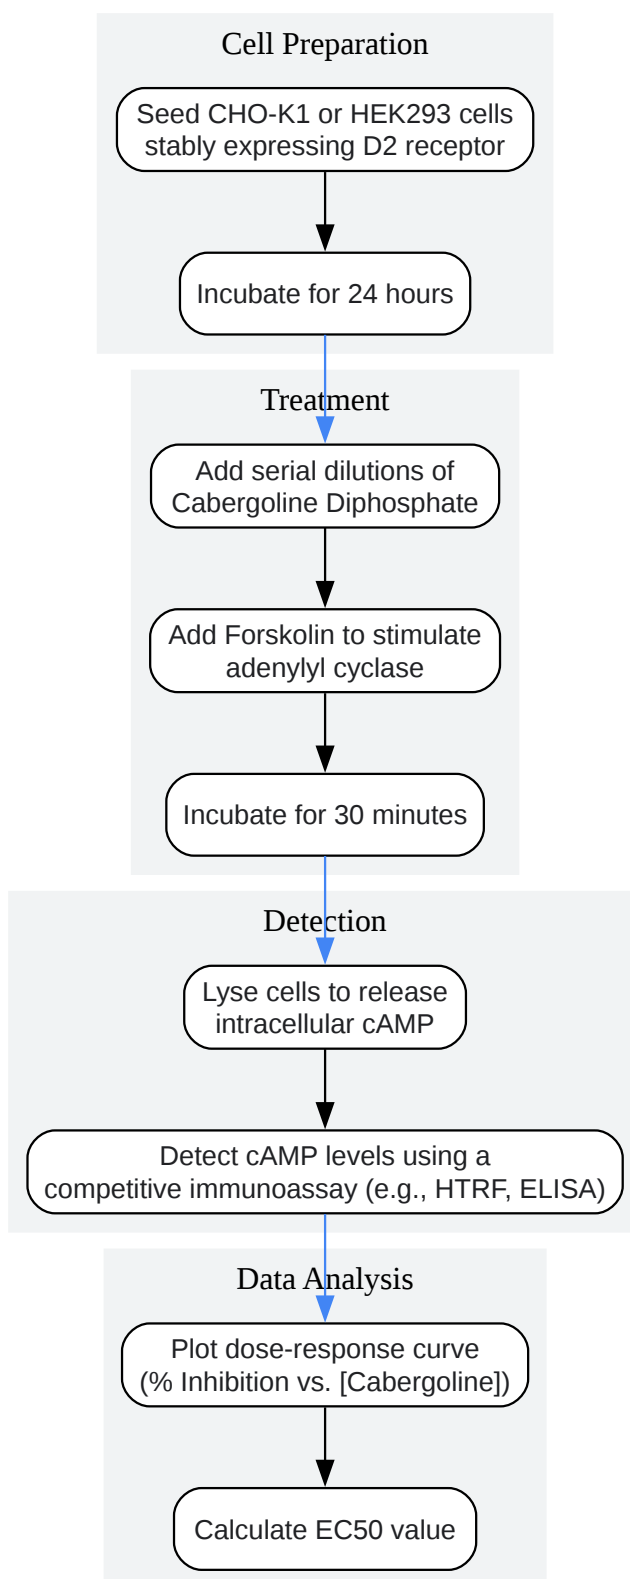 Cell Preparation
Seed CHO-K1 or HEK293 cells
stably expressing D2 receptor
Incubate for 24 hours
Treatment
Add serial dilutions of
Cabergoline Diphosphate
Add Forskolin to stimulate
adenylyl cyclase
Incubate for 30 minutes
Detection
Lyse cells to release
intracellular cAMP
Detect cAMP levels using a
competitive immunoassay (e.g., HTRF, ELISA)
Data Analysis
Plot dose-response curve
(% Inhibition vs. [Cabergoline])
Calculate EC50 value